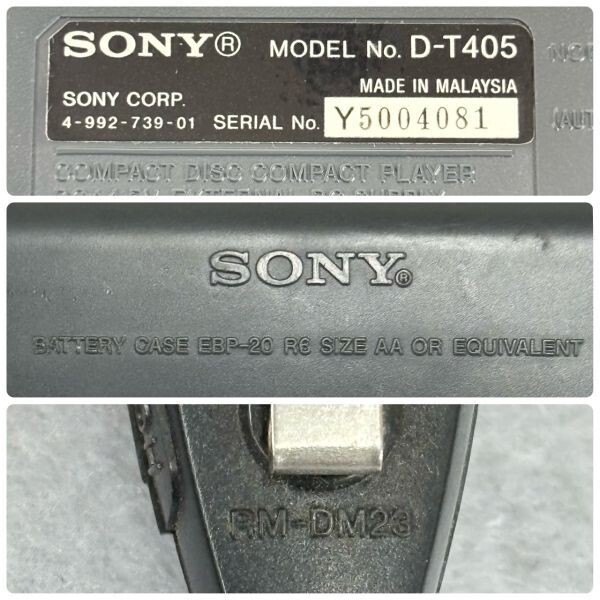 SONY® MODEL No. D-T405
MADE IN MALAYSIA
SONY CORP.
4-992-739-01 SERIAL No. Y5004081
COMPACT DISC COMPACT PLAYER
SONY®
BATTERY CASE EBP-20 R6 SIZE AA OR EQUIVALENT
RM-DM23